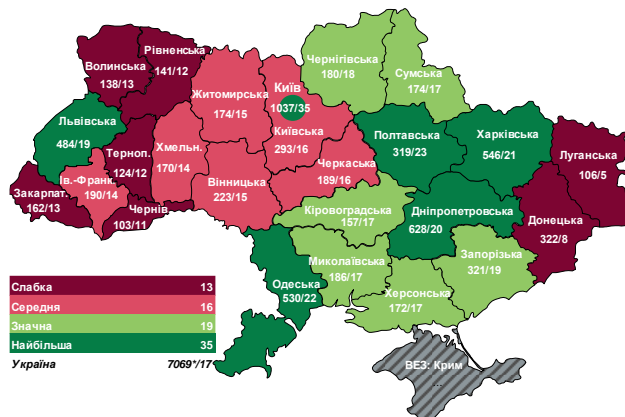 Волинська
138/13
Рівненська
141/12
Житомирська
174/15
Київ
1037/35
Київська
293/16
Чернігівська
180/18
Сумська
174/17
Львівська
484/19
Терноп.
124/12
Хмельн.
170/14
Вінницька
223/15
Черкаська
189/16
Полтавська
319/23
Харківська
546/21
Луганська
106/5
Закарпат.
162/13
Ів.-Франк.
190/14
Чернів
103/11
Кіровоградська
157/17
Дніпропетровська
628/20
Донецька
322/8
Одеська
530/22
Миколаївська
186/17
Херсонська
172/17
Запорізька
321/19
ВЕЗ: Крим
...
Слабка 13
Середня 16
Значна 19
Найбільша 35
Україна 7069*/17*